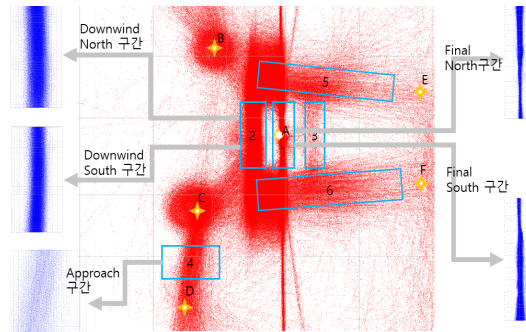 Downwind
North 구간
B
Final
North구간
5
E
A
2
1
3
Downwind
South 구간
Final
South 구간
F
6
C
4
Approach
구간
D